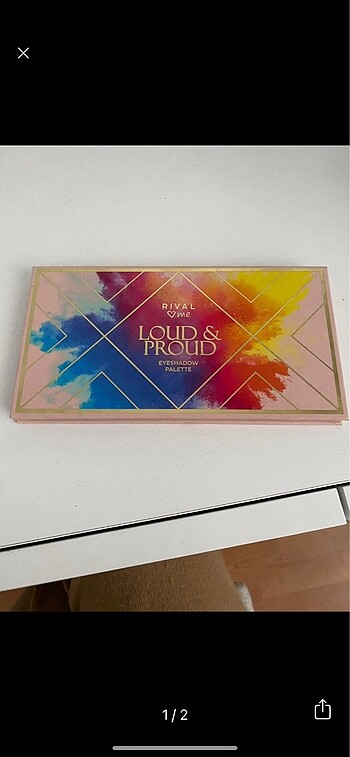 RIVAL
me
LOUD &
PROUD
EYESHADOW
PALETTE
1/2